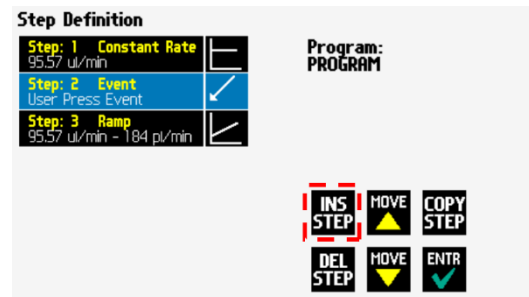 Step Definition
Step: 1 Constant Rate
95.57 ul/min
Step: 2 Event
User Press Event
Step: 3 Ramp
95.57 ul/min - 184 pl/min
Program:
PROGRAM
INS STEP
MOVE
COPY STEP
DEL STEP
MOVE
ENTR